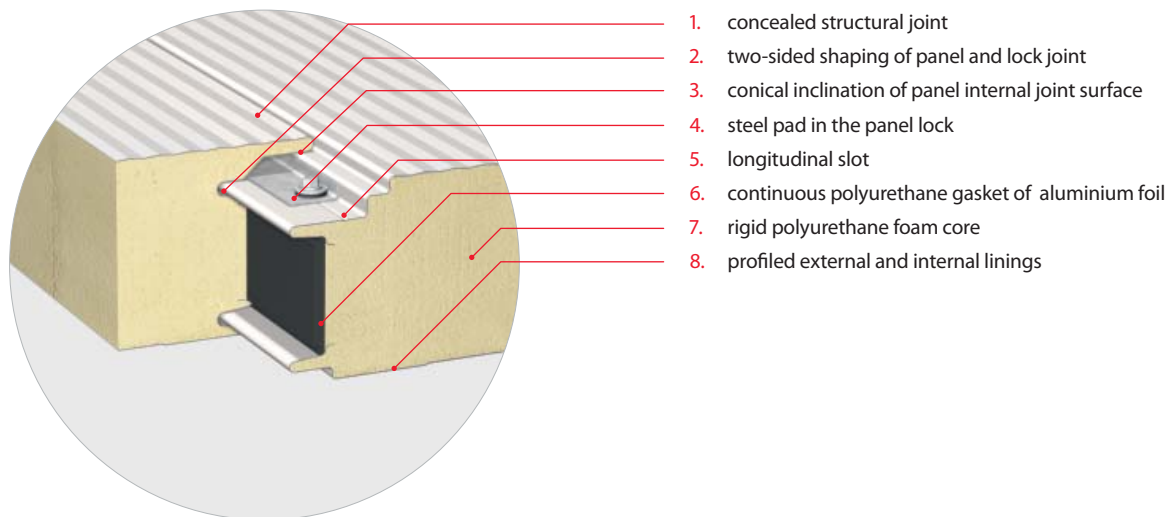 1. concealed structural joint
2. two-sided shaping of panel and lock joint
3. conical inclination of panel internal joint surface
4. steel pad in the panel lock
5. longitudinal slot
6. continuous polyurethane gasket of aluminium foil
7. rigid polyurethane foam core
8. profiled external and internal linings